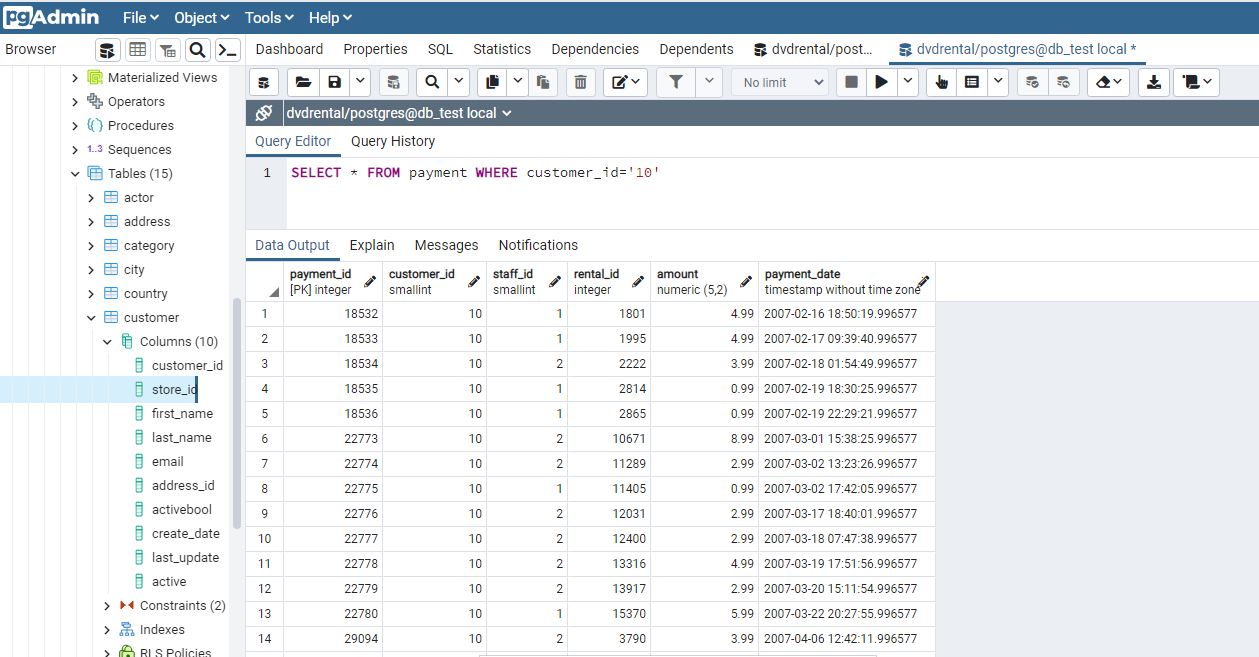 pgAdmin File Object Tools Help
Browser
Dashboard Properties SQL Statistics Dependencies Dependents dvdrental/post... dvdrental/postgres@db_test local *
No limit
dvdrental/postgres@db_test local
Query Editor Query History
1 SELECT * FROM payment WHERE customer_id='10'
Materialized Views
Operators
Procedures
1..3 Sequences
Tables (15)
actor
address
category
city
country
customer
Columns (10)
customer_id
store_id
first_name
last_name
email
address_id
activebool
create_date
last_update
active
Constraints (2)
Indexes
RLS Policies
Data Output Explain Messages Notifications
payment_id customer_id staff_id rental_id amount payment_date
[PK] integer smallint smallint integer numeric (5,2) timestamp without time zone
1 18532 10 1 1801 4.99 2007-02-16 18:50:19.996577
2 18533 10 1 1995 4.99 2007-02-17 09:39:40.996577
3 18534 10 2 2222 3.99 2007-02-18 01:54:49.996577
4 18535 10 1 2814 0.99 2007-02-19 18:30:25.996577
5 18536 10 1 2865 0.99 2007-02-19 22:29:21.996577
6 22773 10 2 10671 8.99 2007-03-01 15:38:25.996577
7 22774 10 2 11289 2.99 2007-03-02 13:23:26.996577
8 22775 10 1 11405 0.99 2007-03-02 17:42:05.996577
9 22776 10 2 12031 2.99 2007-03-17 18:40:01.996577
10 22777 10 2 12400 2.99 2007-03-18 07:47:38.996577
11 22778 10 2 13316 4.99 2007-03-19 17:51:56.996577
12 22779 10 2 13917 2.99 2007-03-20 15:11:54.996577
13 22780 10 1 15370 5.99 2007-03-22 20:27:55.996577
14 29094 10 2 3790 3.99 2007-04-06 12:42:11.996577